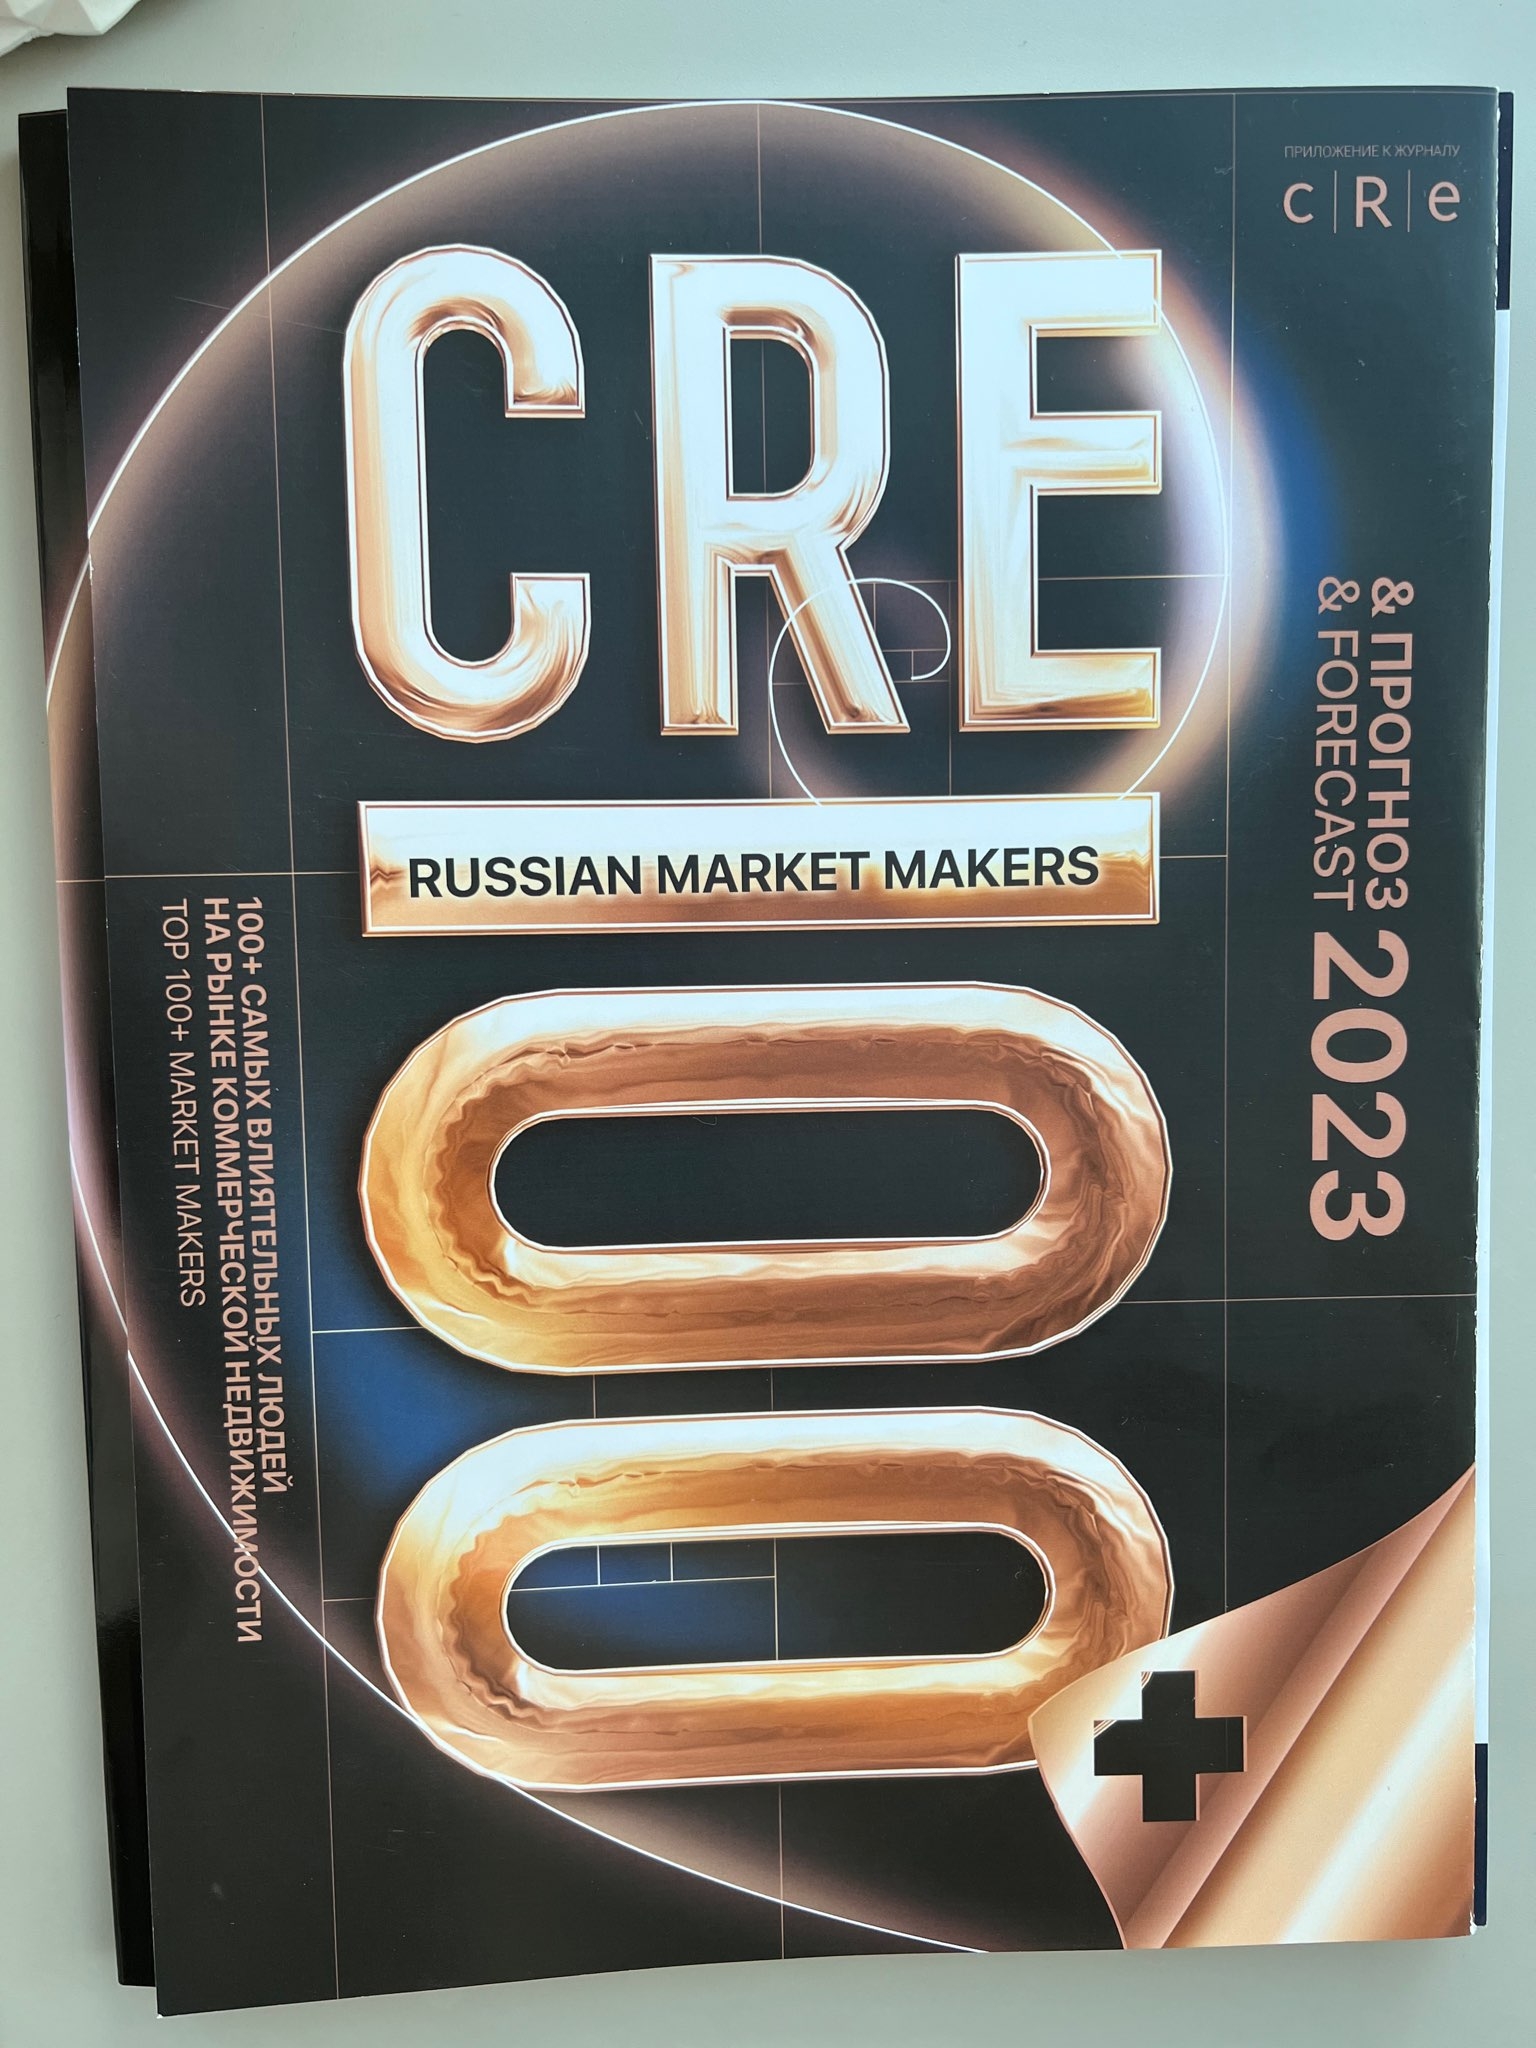 ПРИЛОЖЕНИЕ К ЖУРНАЛУ
c|R|e
CRE
RUSSIAN MARKET MAKERS
100+
& ПРОГНОЗ 2023
& FORECAST
100+ САМЫХ ВЛИЯТЕЛЬНЫХ ЛЮДЕЙ
НА РЫНКЕ КОММЕРЧЕСКОЙ НЕДВИЖИМОСТИ
TOP 100+ MARKET MAKERS